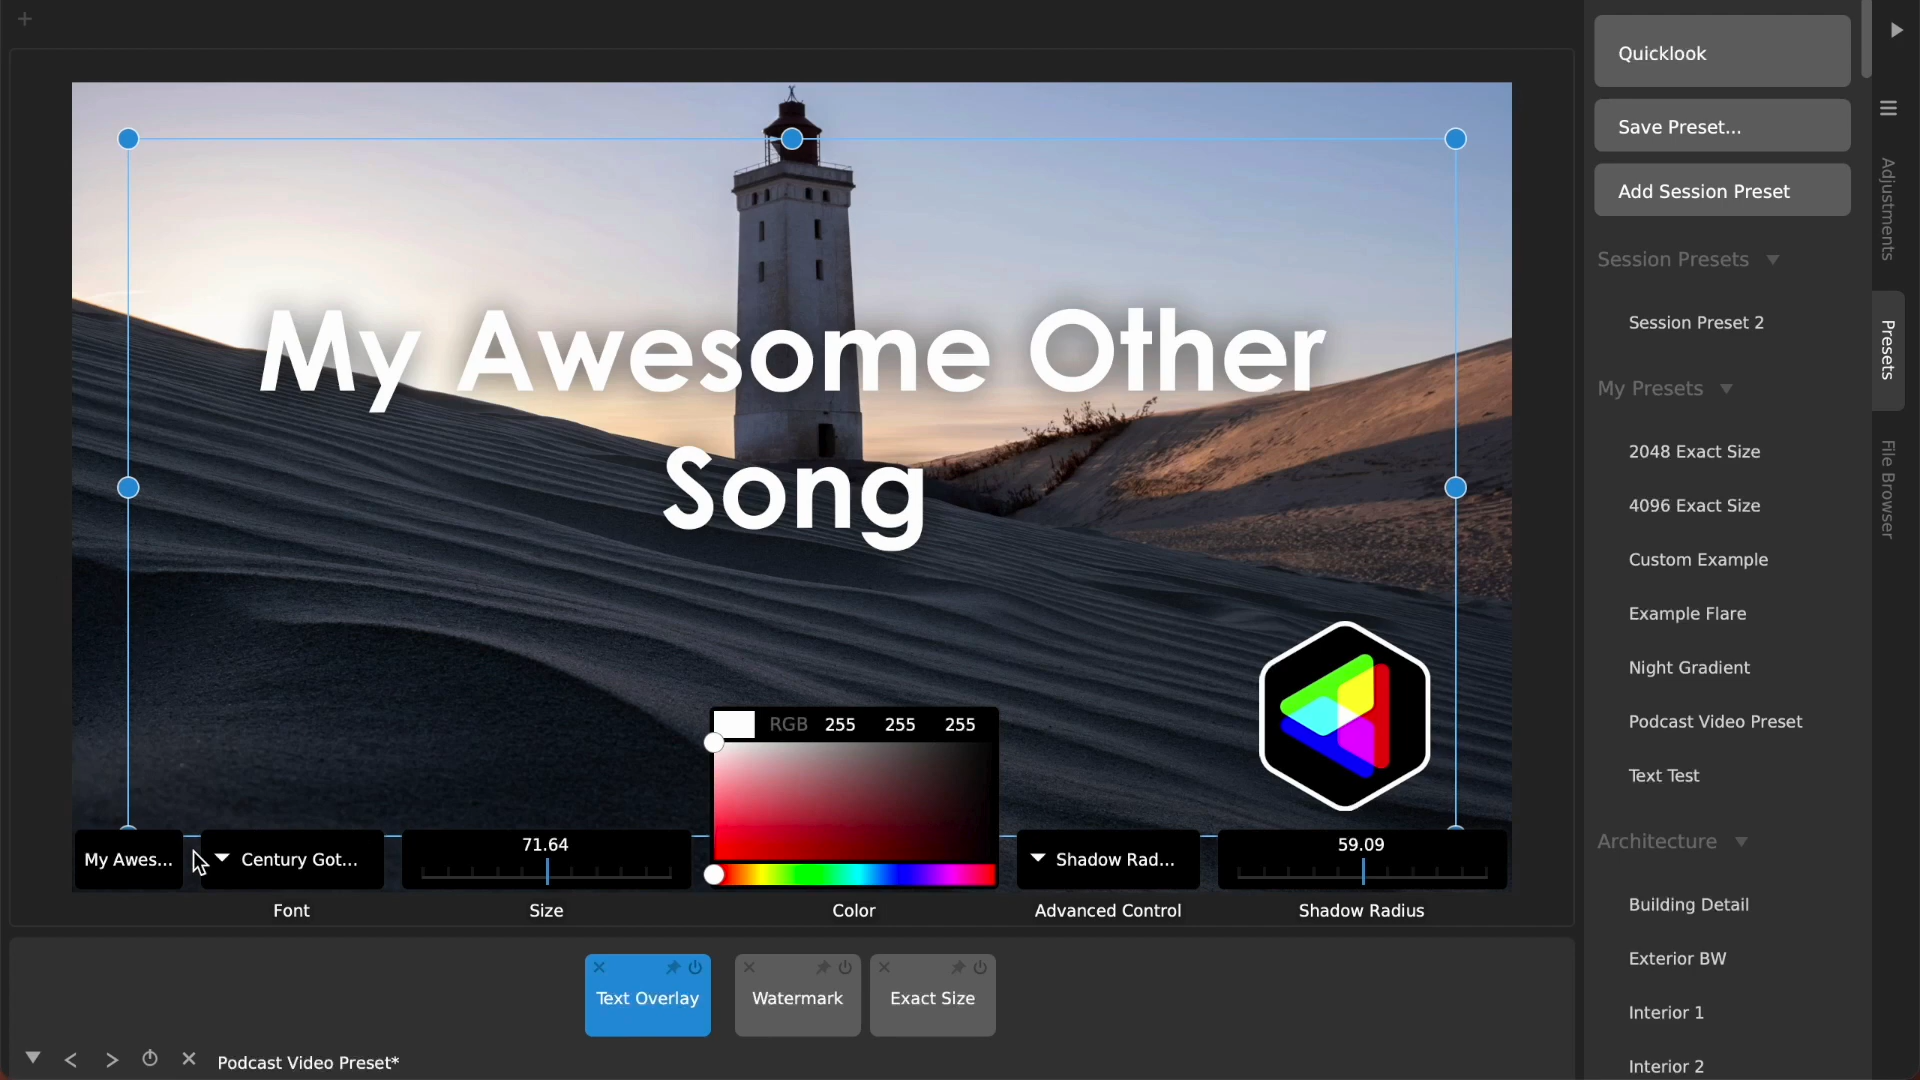 +
Quicklook
Save Preset...
Add Session Preset
Session Presets
Session Preset 2
My Presets
2048 Exact Size
4096 Exact Size
Custom Example
Example Flare
Night Gradient
Podcast Video Preset
Text Test
Architecture
Building Detail
Exterior BW
Interior 1
Interior 2
Adjustments
Presets
File Browser
My Awesome Other
Song
RGB 255 255 255
My Awes...
Century Got...
71.64
Shadow Rad...
59.09
Font
Size
Color
Advanced Control
Shadow Radius
Text Overlay
Watermark
Exact Size
Podcast Video Preset*